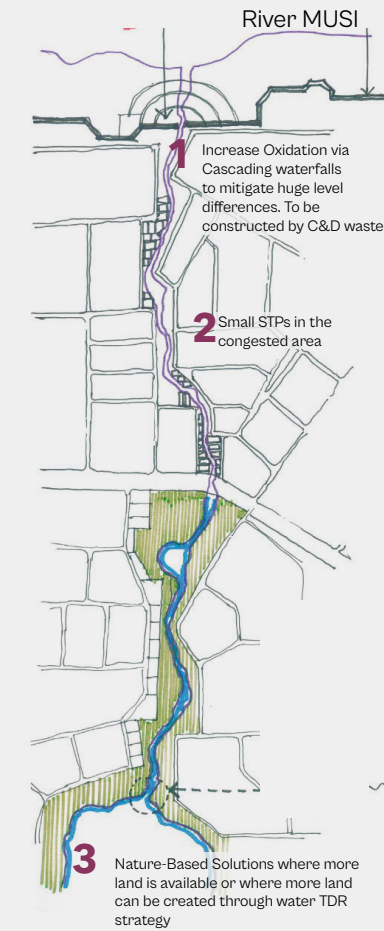 River MUSI
1
Increase Oxidation via
Cascading waterfalls
to mitigate huge level
differences. To be
constructed by C&D waste
2
Small STPs in the
congested area
3
Nature-Based Solutions where more
land is available or where more land
can be created through water TDR
strategy